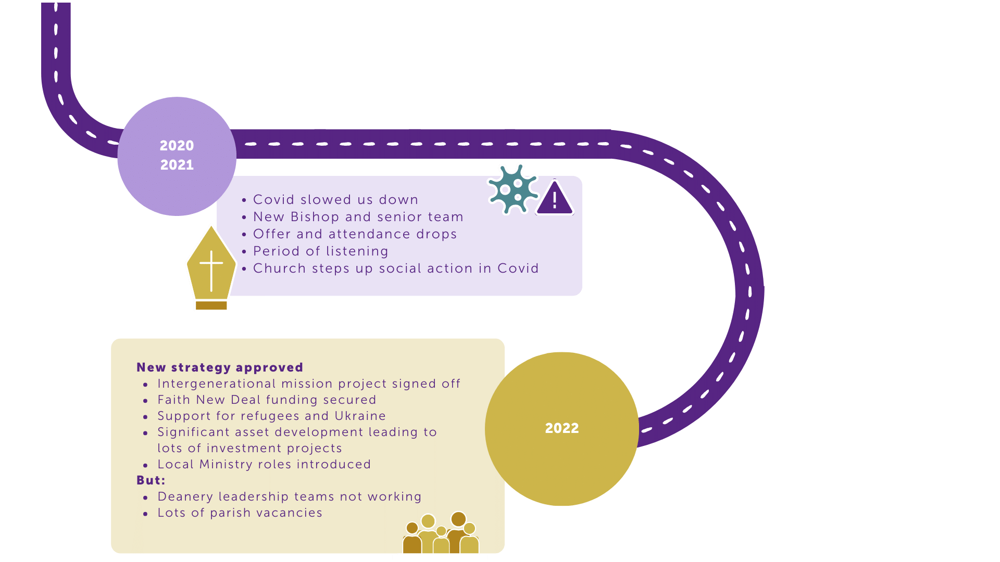 2020
2021
• Covid slowed us down
• New Bishop and senior team
• Offer and attendance drops
• Period of listening
• Church steps up social action in Covid
New strategy approved
• Intergenerational mission project signed off
• Faith New Deal funding secured
• Support for refugees and Ukraine
• Significant asset development leading to
lots of investment projects
• Local Ministry roles introduced
But:
• Deanery leadership teams not working
• Lots of parish vacancies
2022